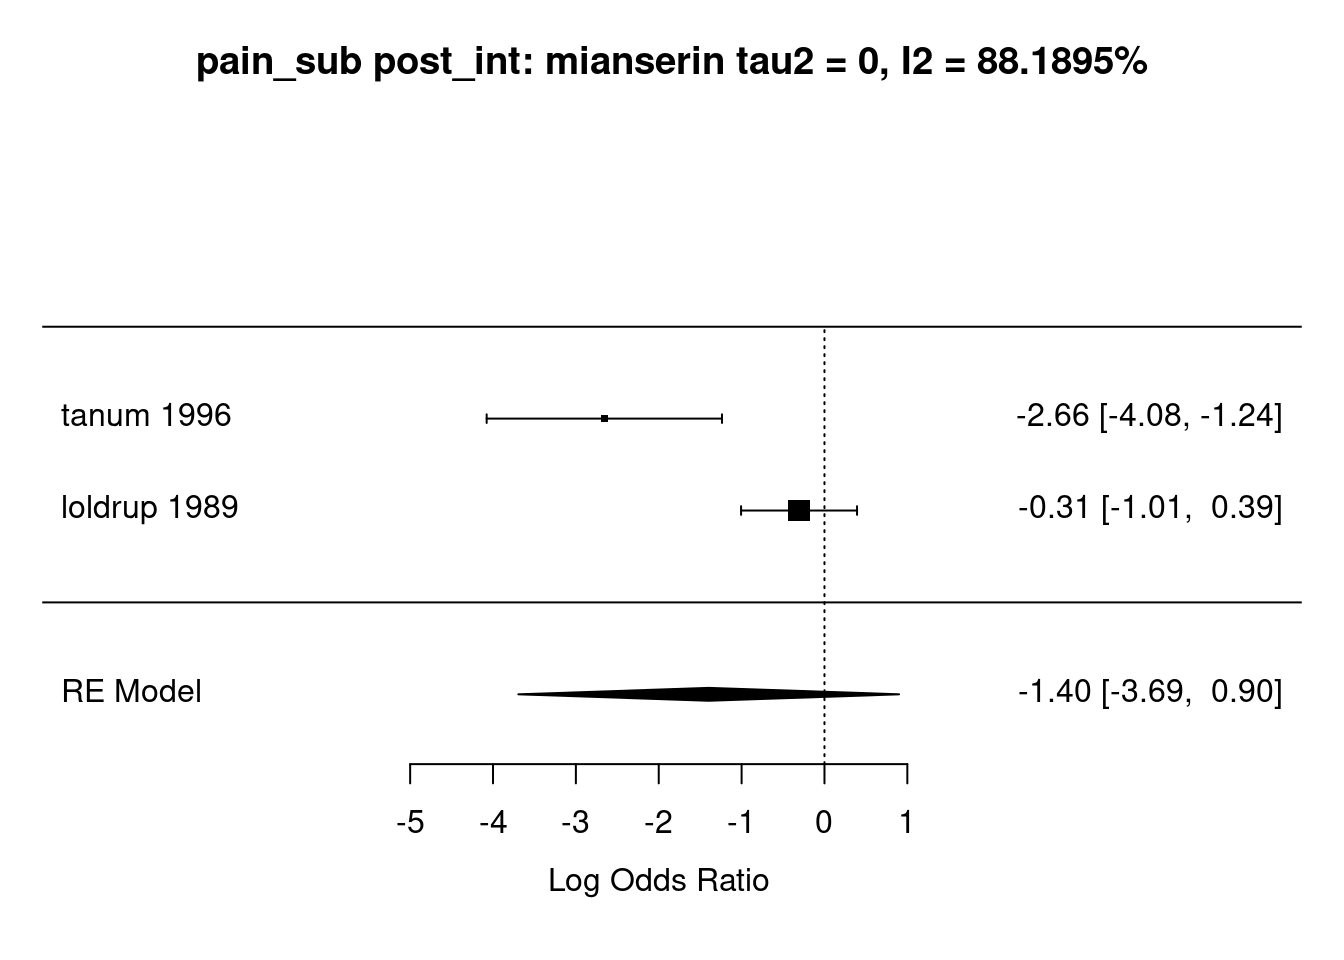 pain_sub post_int: mianserin tau2 = 0, I2 = 88.1895%
tanum 1996 -2.66 [-4.08, -1.24]
loldrup 1989 -0.31 [-1.01, 0.39]
RE Model -1.40 [-3.69, 0.90]
-5 -4 -3 -2 -1 0 1
Log Odds Ratio